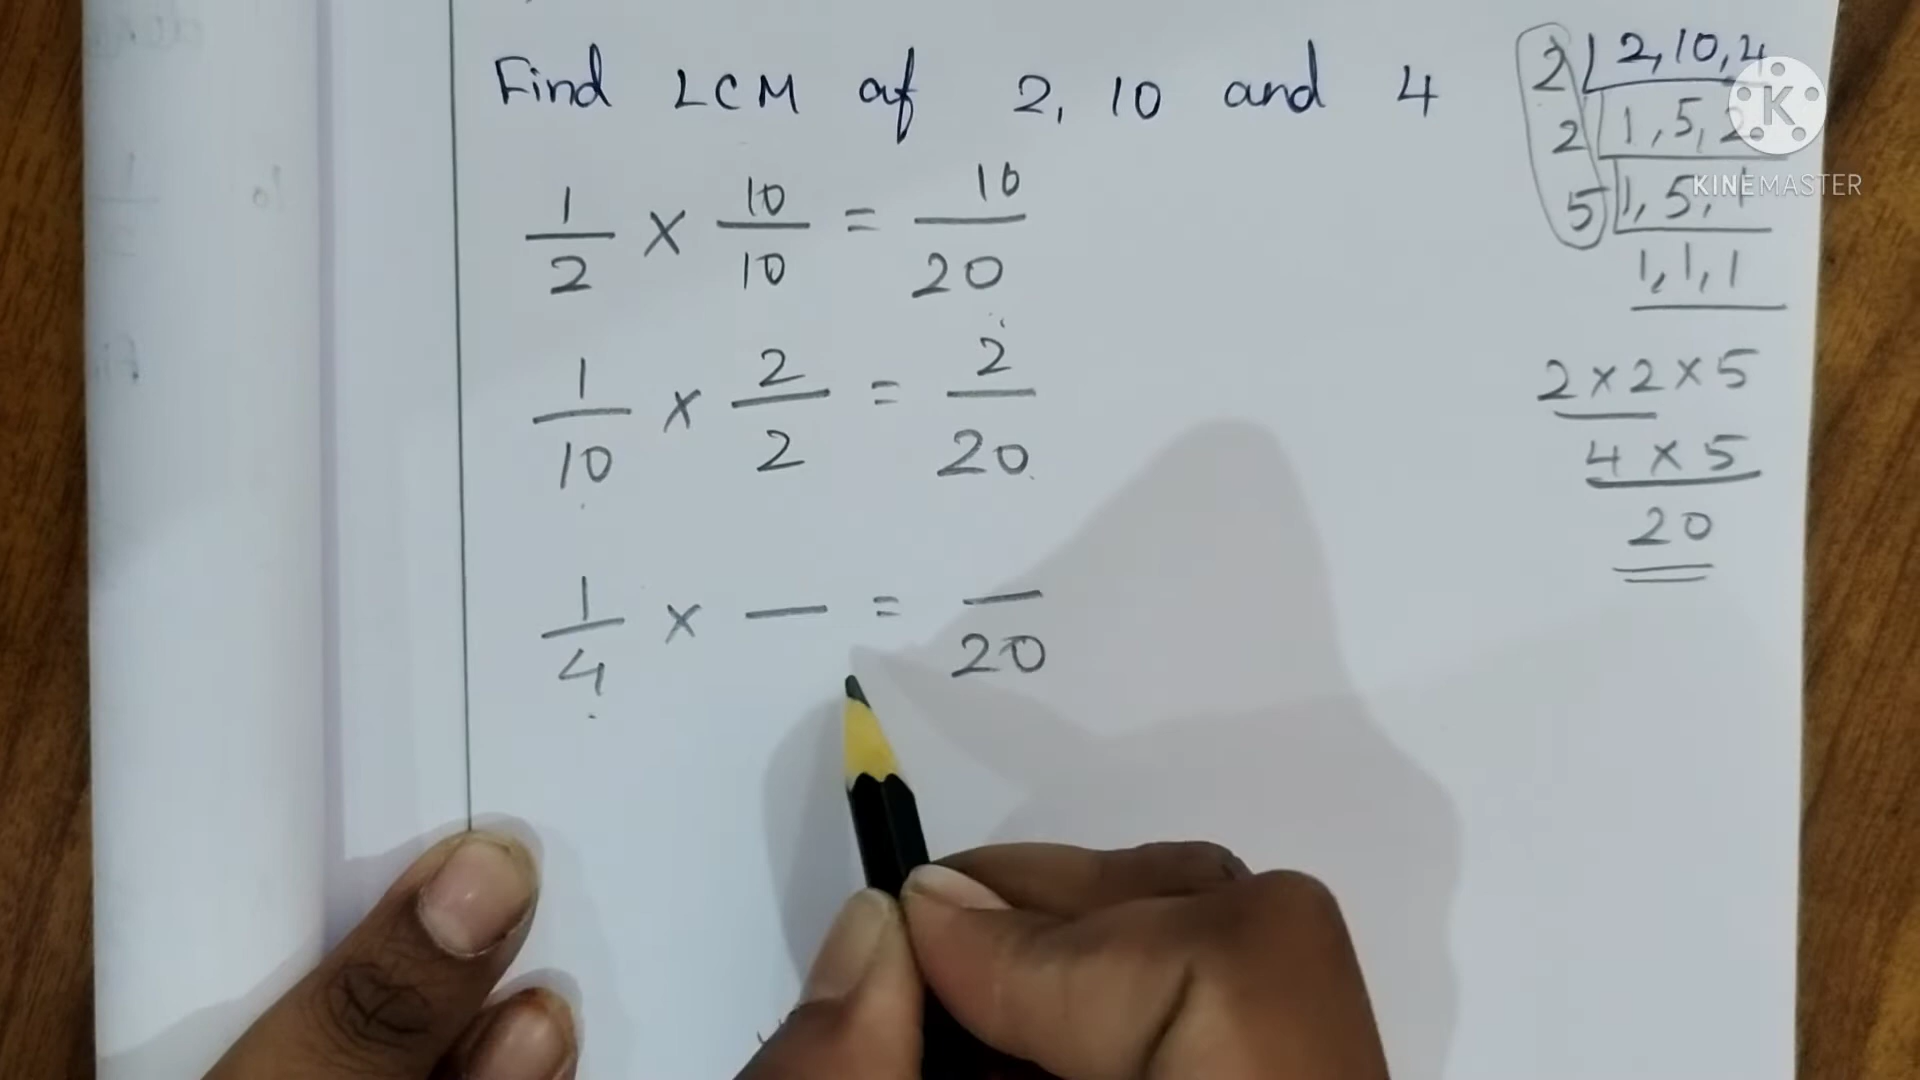 Find LCM of 2, 10 and 4
1/2 × 10/10 = 10/20
1/10 × 2/2 = 2/20
1/4 × — = —/20
2 | 2, 10, 4
2 | 1, 5, 2
5 | 1, 5, 1
1, 1, 1
2 × 2 × 5
4 × 5
20
K
KINEMASTER